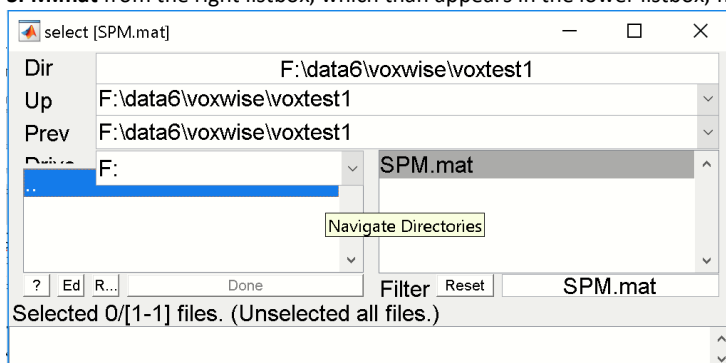 select [SPM.mat]
Dir F:\data6\voxwise\voxtest1
Up F:\data6\voxwise\voxtest1
Prev F:\data6\voxwise\voxtest1
Drive F:
SPM.mat
..
Navigate Directories
? Ed R... Done Filter Reset SPM.mat
Selected 0/[1-1] files. (Unselected all files.)